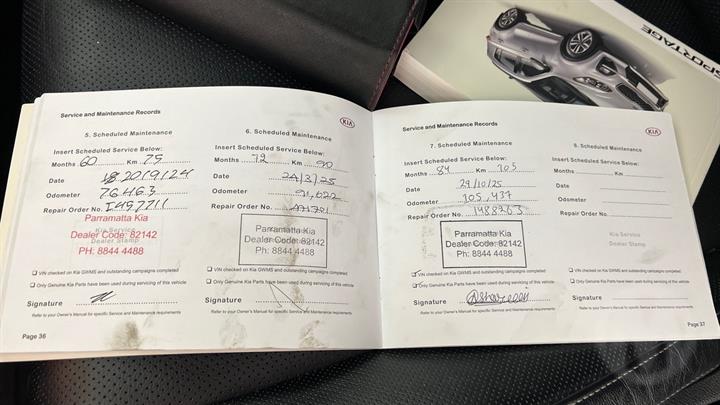 SPORTAGE
Service and Maintenance Records
KIA
5. Scheduled Maintenance
Insert Scheduled Service Below:
Months 60 Km 75
Date
Odometer 76463
Repair Order No.
Parramatta Kia
Dealer Code: 82142
PH: 8844 4488
Kia Service
Dealer Stamp
VIN checked on Kia GWMS and outstanding campaigns completed
Only Genuine Kia Parts have been used during servicing of this vehicle
Signature
Refer to your Owner's Manual for specific Service and Maintenance requirements
Page 36
6. Scheduled Maintenance
Insert Scheduled Service Below:
Months 72 Km 90
Date 24/3/25
Odometer
Repair Order No.
Parramatta Kia
Dealer Code: 82142
Ph: 8844 4488
VIN checked on Kia GWMS and outstanding campaigns completed
Only Genuine Kia Parts have been used during servicing of this vehicle
Signature
Refer to your Owner's Manual for specific Service and Maintenance requirements
Service and Maintenance Records
KIA
7. Scheduled Maintenance
Insert Scheduled Service Below:
Months 84 Km 105
Date 29/10/25
Odometer 105,437
Repair Order No. 1488263
Parramatta Kia
Dealer Code: 82142
Ph: 8844 4488
VIN checked on Kia GWMS and outstanding campaigns completed
Only Genuine Kia Parts have been used during servicing of this vehicle
Signature
Refer to your Owner's Manual for specific Service and Maintenance requirements
8. Scheduled Maintenance
Insert Scheduled Service Below:
Months Km
Date
Odometer
Repair Order No.
Kia Service
Dealer Stamp
VIN checked on Kia GWMS and outstanding campaigns completed
Only Genuine Kia Parts have been used during servicing of this vehicle
Signature
Refer to your Owner's Manual for specific Service and Maintenance requirements
Page 37